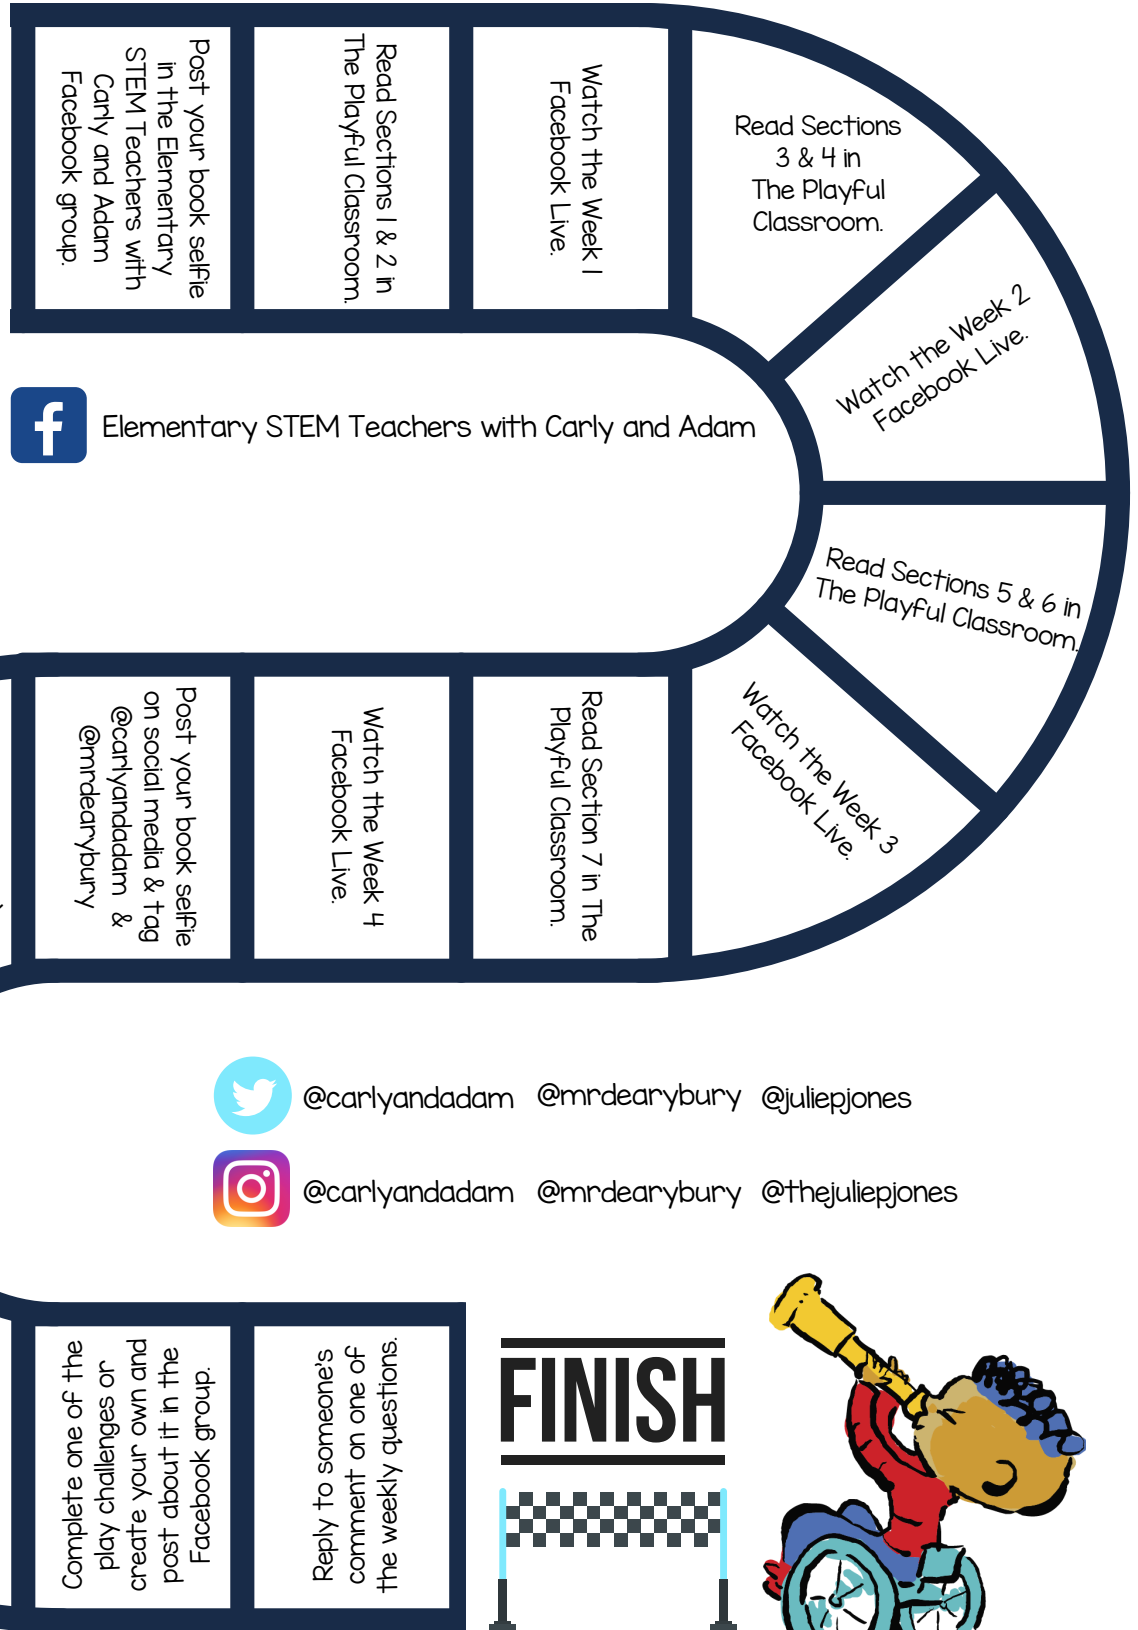 Post your book selfie
in the Elementary
STEM Teachers with
Carly and Adam
Facebook group.
Read Sections 1 & 2 in
The Playful Classroom.
Watch the Week 1
Facebook Live.
Read Sections
3 & 4 in
The Playful
Classroom.
Watch the Week 2
Facebook Live.
Elementary STEM Teachers with Carly and Adam
Read Sections 5 & 6 in
The Playful Classroom.
Watch the Week 3
Facebook Live.
Read Section 7 in The
Playful Classroom.
Watch the Week 4
Facebook Live.
Post your book selfie
on social media & tag
@carlyandadam &
@mrdearybury
@carlyandadam @mrdearybury @juliepjones
@carlyandadam @mrdearybury @thejuliepjones
Complete one of the
play challenges or
create your own and
post about it in the
Facebook group.
Reply to someone's
comment on one of
the weekly questions.
FINISH